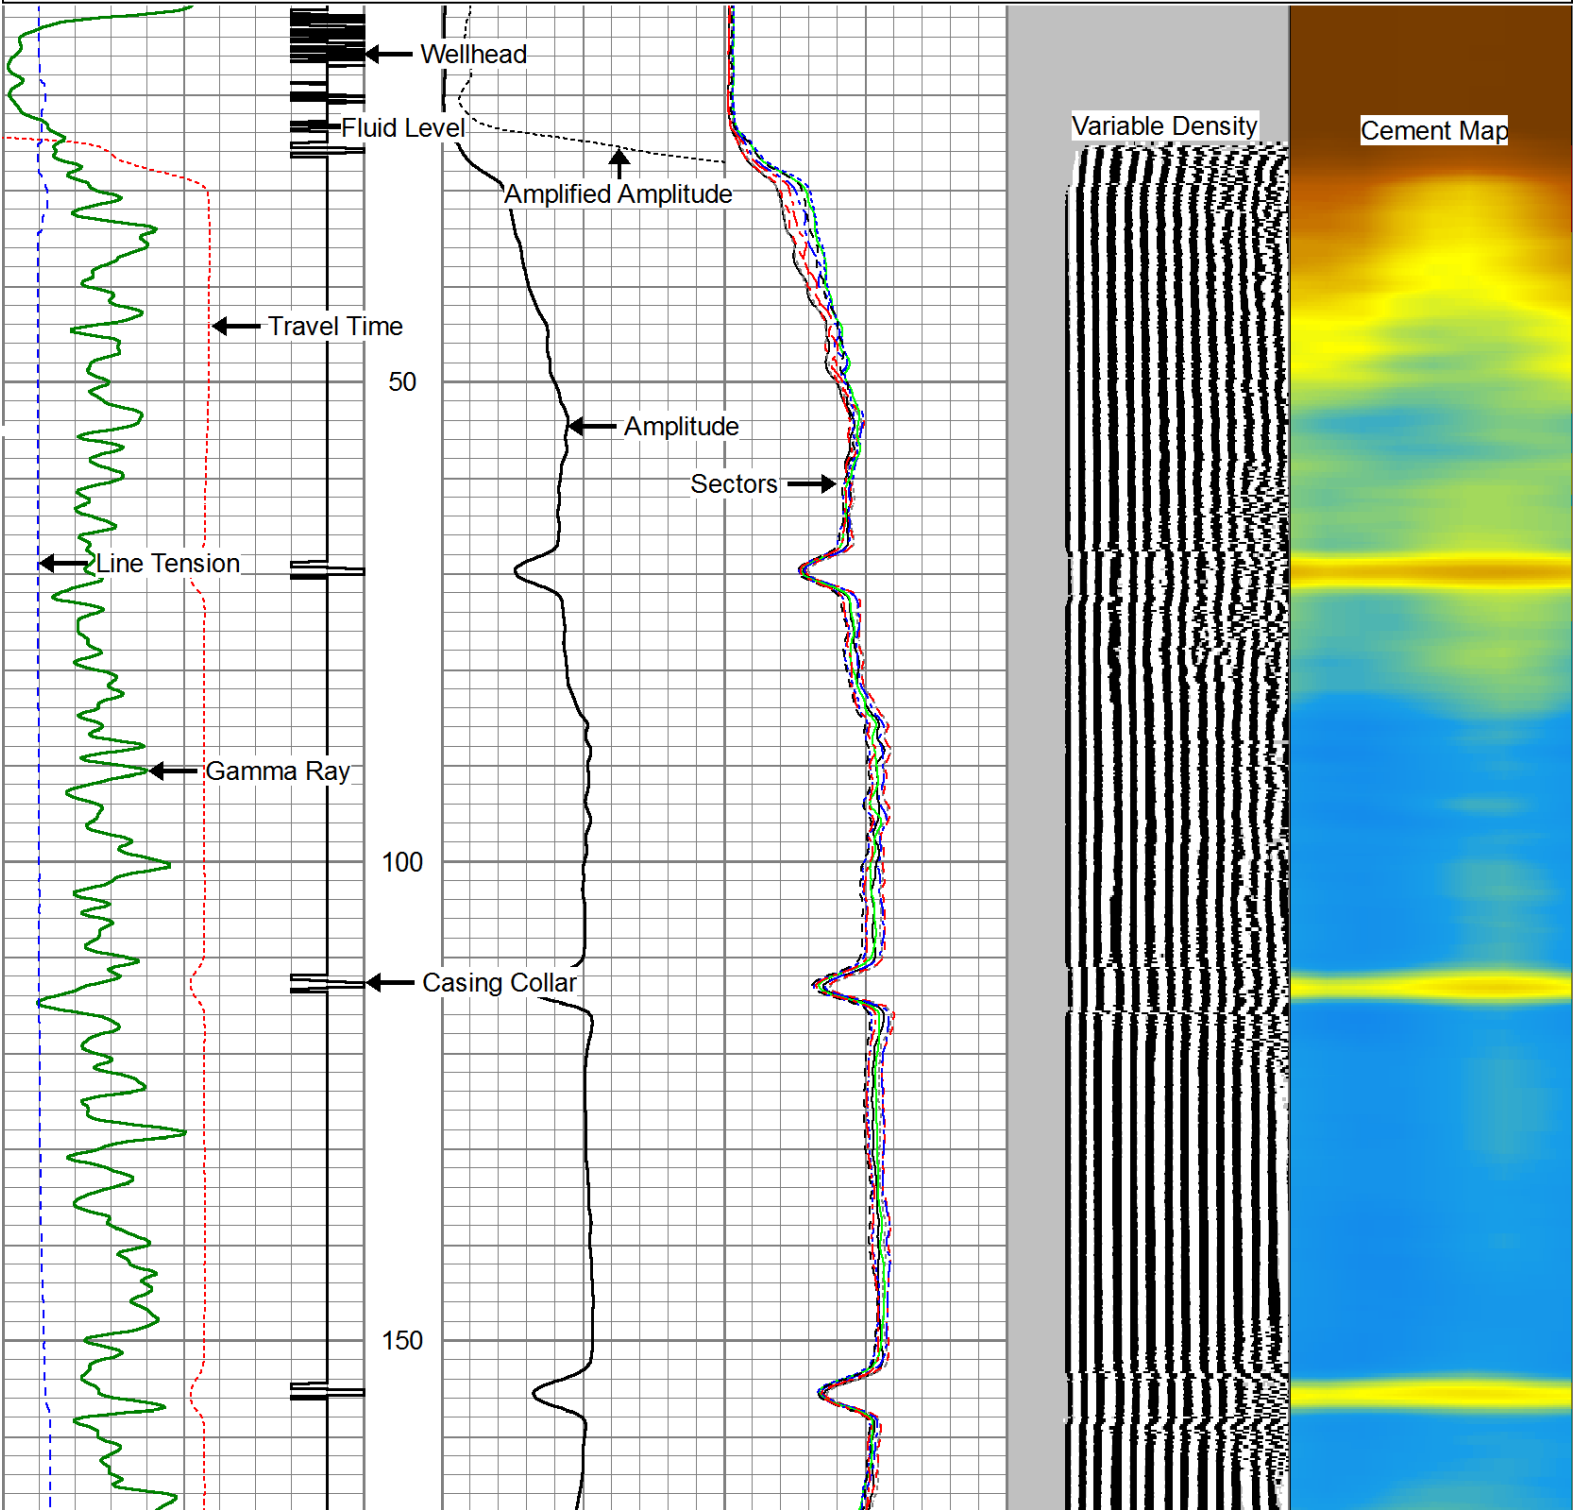 Wellhead
Fluid Level
Variable Density
Cement Map
Amplified Amplitude
Travel Time
50
Amplitude
Sectors
Line Tension
Gamma Ray
100
Casing Collar
150